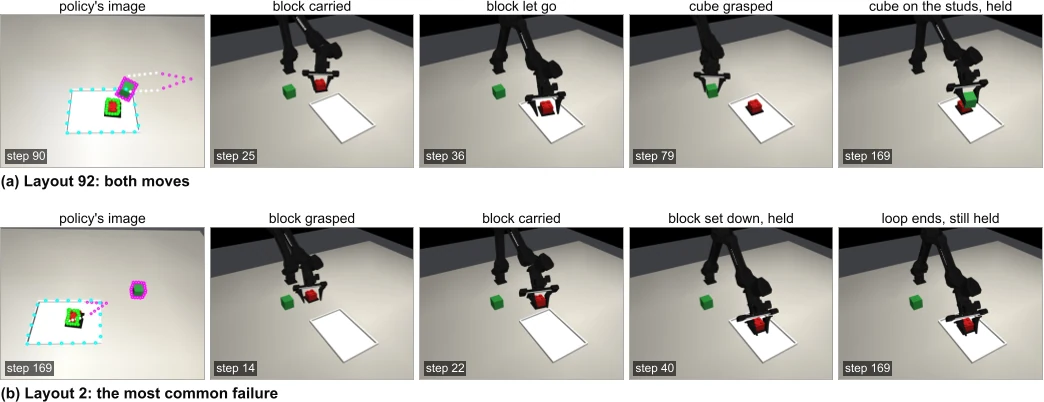 policy's image block carried block let go cube grasped cube on the studs, held
step 90 step 25 step 36 step 79 step 169
(a) Layout 92: both moves
policy's image block grasped block carried block set down, held loop ends, still held
step 169 step 14 step 22 step 40 step 169
(b) Layout 2: the most common failure